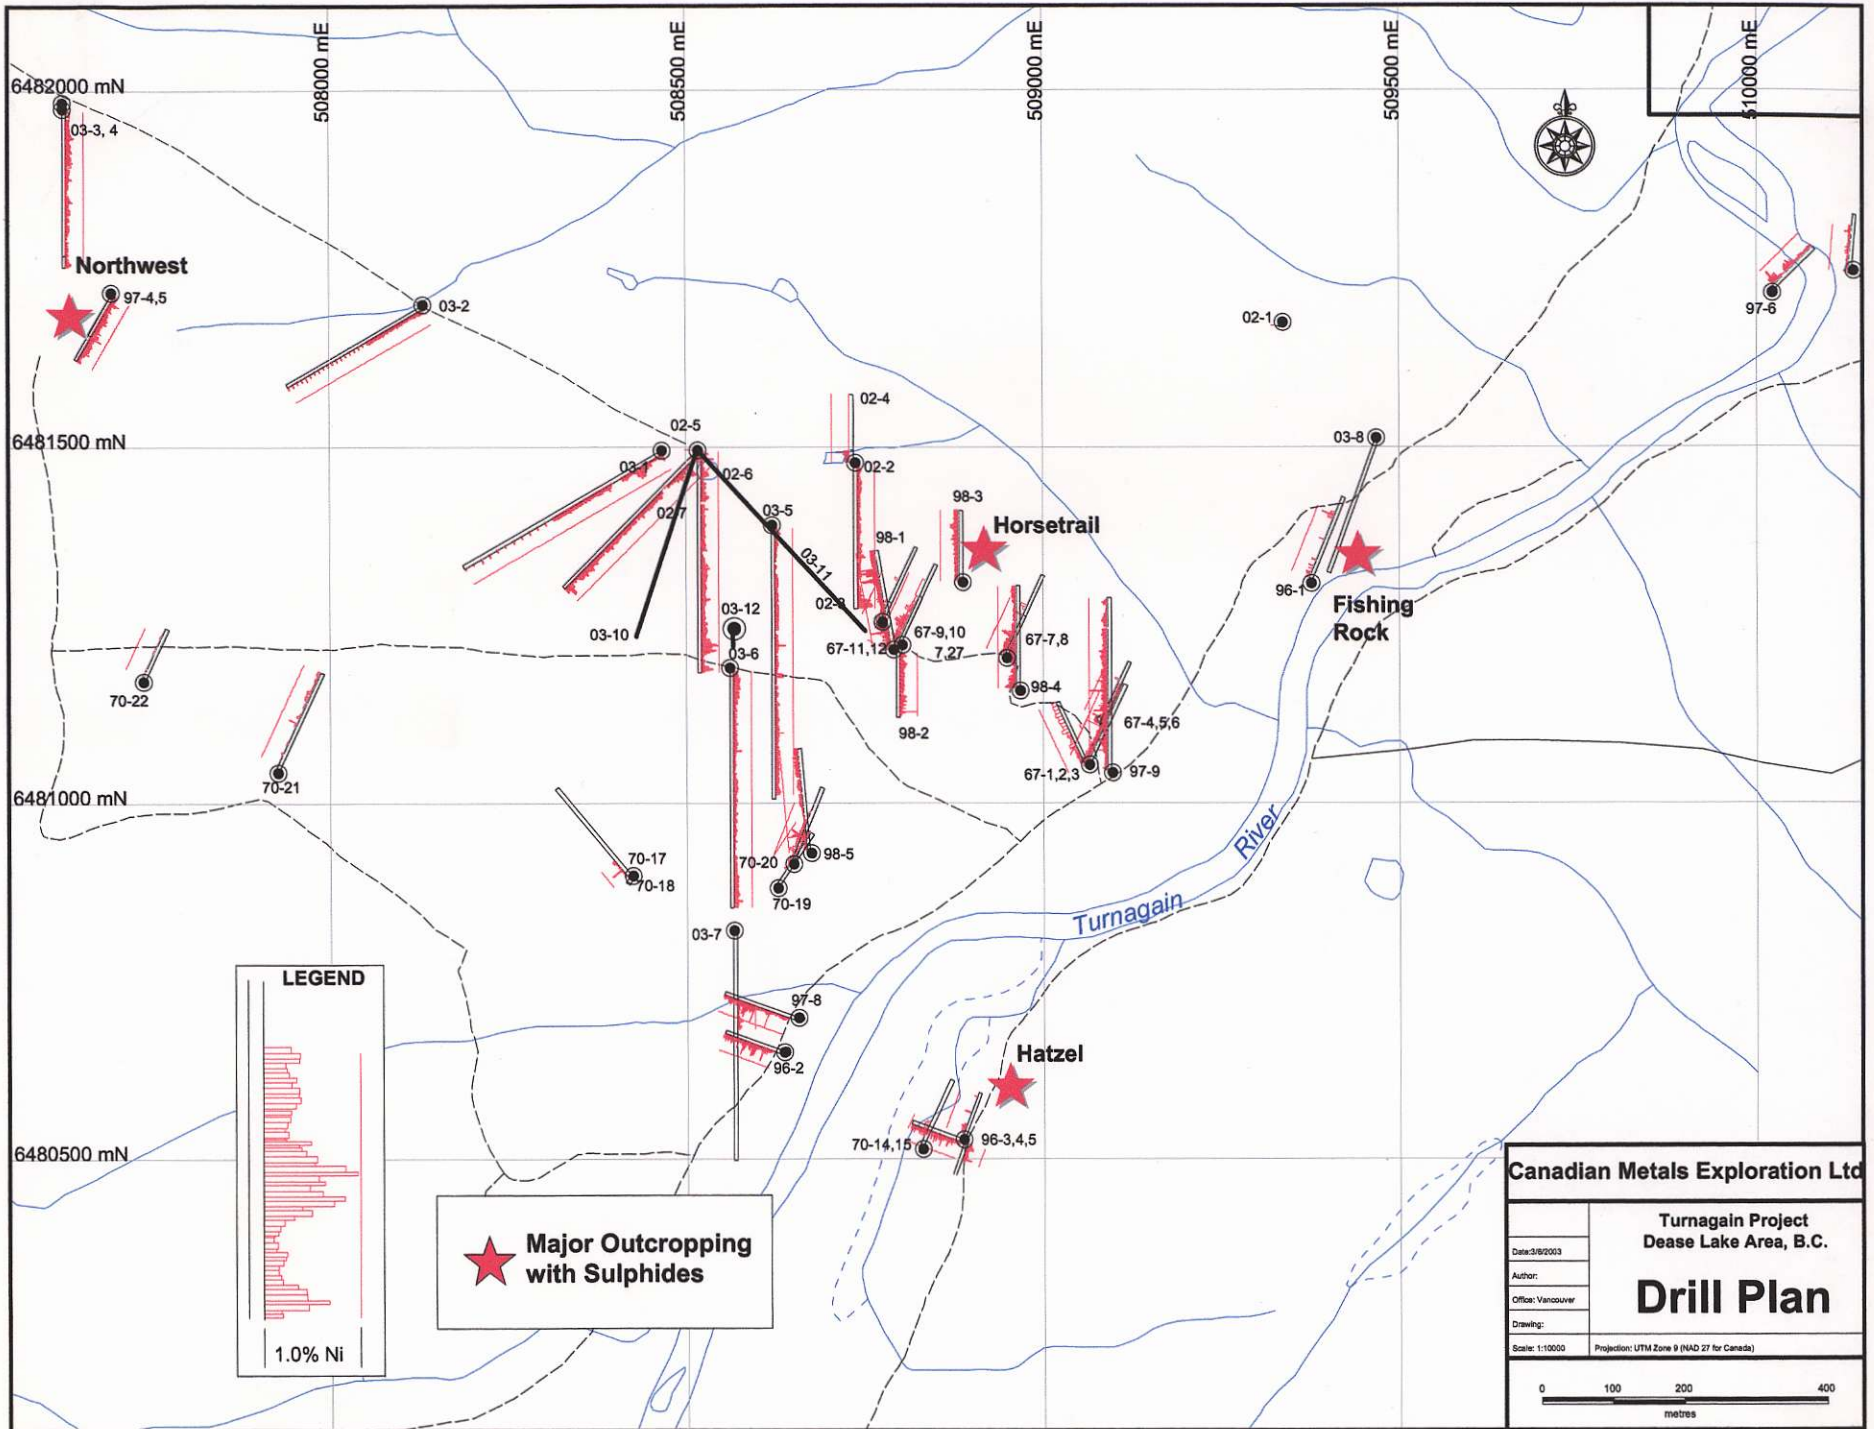 508000 mE
508500 mE
509000 mE
509500 mE
510000 mE
6482000 mN
03-3, 4
Northwest
97-4,5
03-2
02-1
97-6
02-4
6481500 mN
02-5
03-1
02-6
02-2
03-8
02-7
03-5
98-3
Horsetrail
98-1
03-11
02-3
96-1
Fishing
Rock
03-10
03-12
67-9,10
67-11,12
7,27
67-7,8
03-6
98-4
70-22
98-2
67-4,5,6
67-1,2,3
97-9
70-21
6481000 mN
River
70-17
70-18
70-20
98-5
70-19
Turnagain
03-7
LEGEND
97-8
96-2
Hatzel
70-14,15
96-3,4,5
6480500 mN
Major Outcropping
with Sulphides
1.0% Ni
Canadian Metals Exploration Ltd
Turnagain Project
Dease Lake Area, B.C.
Date:3/6/2003
Author:
Office: Vancouver
Drill Plan
Drawing:
Scale: 1:10000
Projection: UTM Zone 9 (NAD 27 for Canada)
0 100 200 400
metres